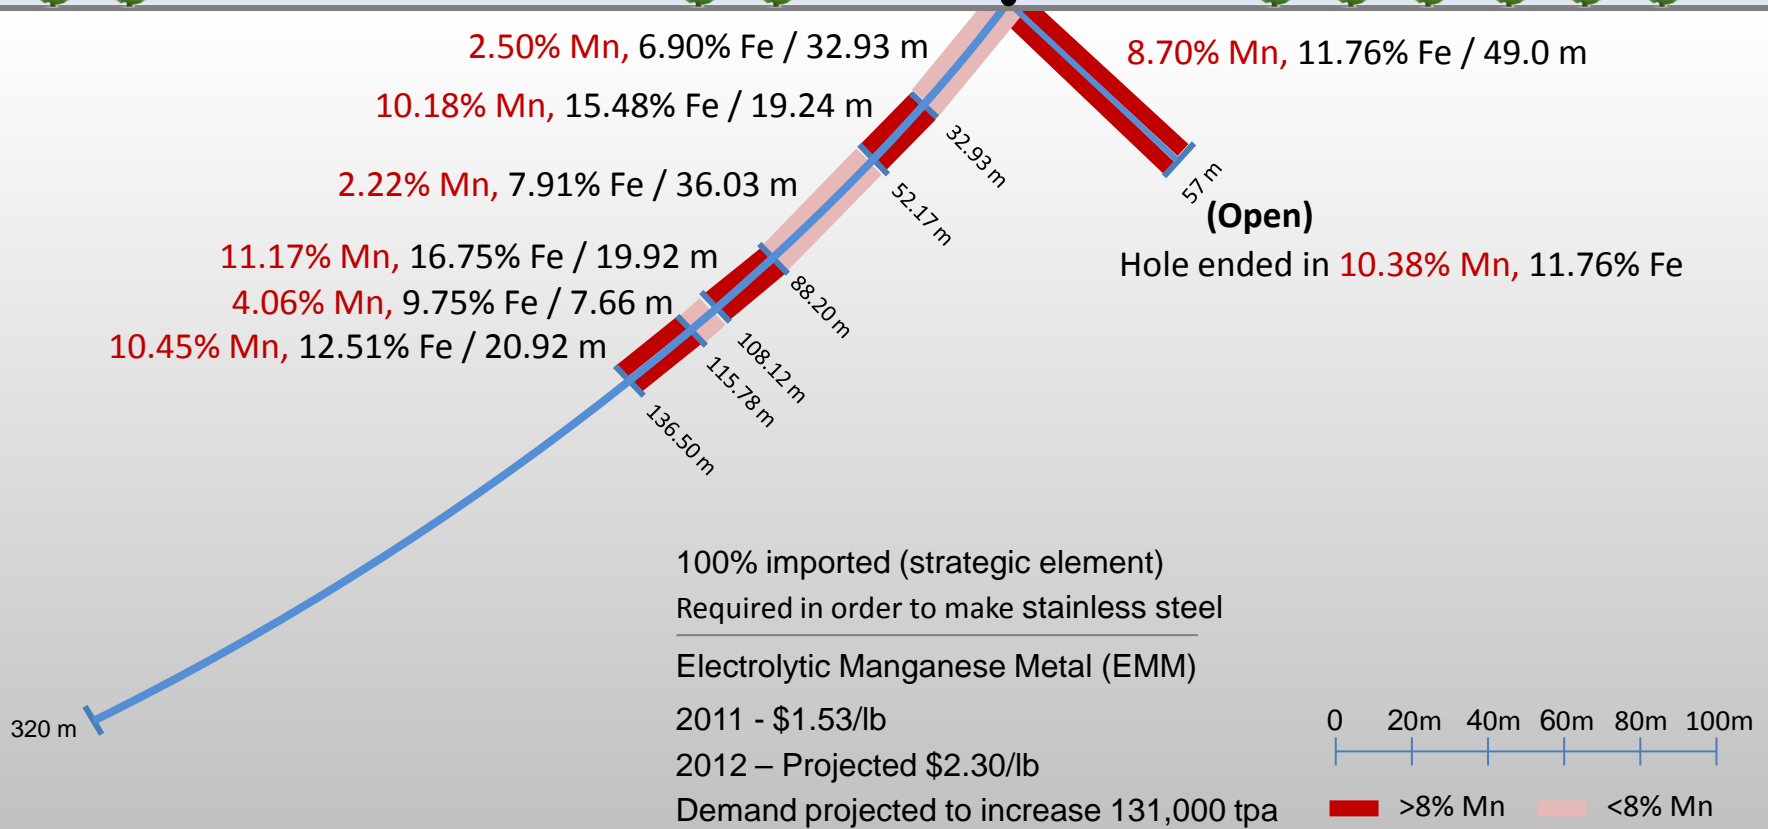 2.50% Mn, 6.90% Fe / 32.93 m
8.70% Mn, 11.76% Fe / 49.0 m
10.18% Mn, 15.48% Fe / 19.24 m
32.93 m
2.22% Mn, 7.91% Fe / 36.03 m
52.17 m
57 m
(Open)
Hole ended in 10.38% Mn, 11.76% Fe
11.17% Mn, 16.75% Fe / 19.92 m
88.20 m
4.06% Mn, 9.75% Fe / 7.66 m
108.12 m
10.45% Mn, 12.51% Fe / 20.92 m
115.78 m
136.50 m
100% imported (strategic element)
Required in order to make stainless steel
Electrolytic Manganese Metal (EMM)
2011 - $1.53/lb
2012 – Projected $2.30/lb
Demand projected to increase 131,000 tpa
320 m
0 20m 40m 60m 80m 100m
>8% Mn <8% Mn